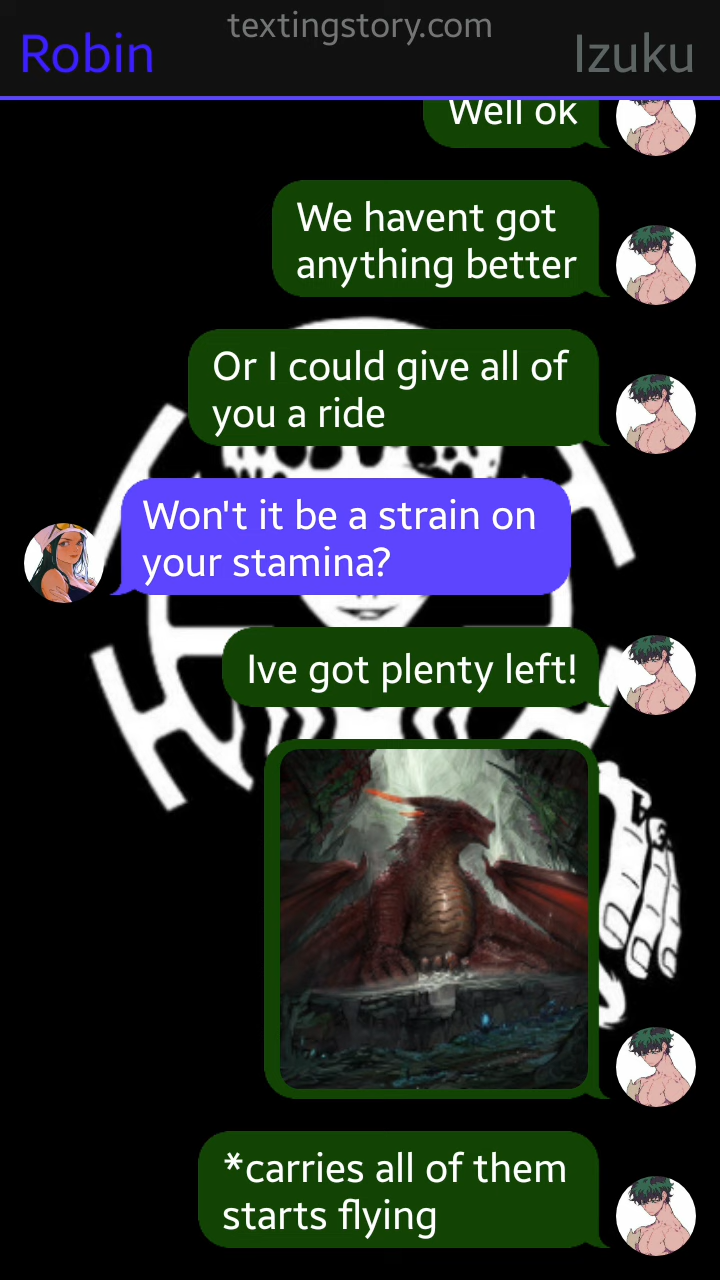 textingstory.com
Robin
Izuku
Well ok
We havent got
anything better
Or I could give all of
you a ride
Won't it be a strain on
your stamina?
Ive got plenty left!
*carries all of them
starts flying